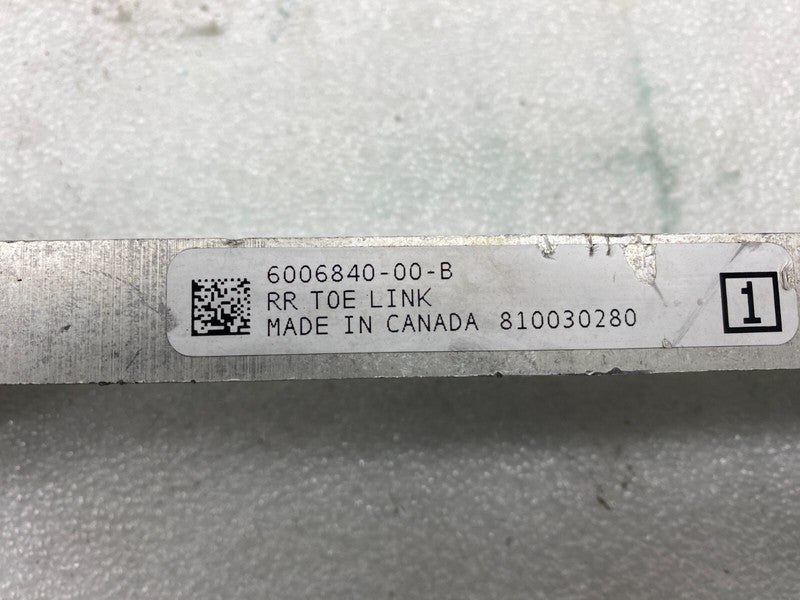 6006840-00-B
RR TOE LINK
MADE IN CANADA 810030280
1